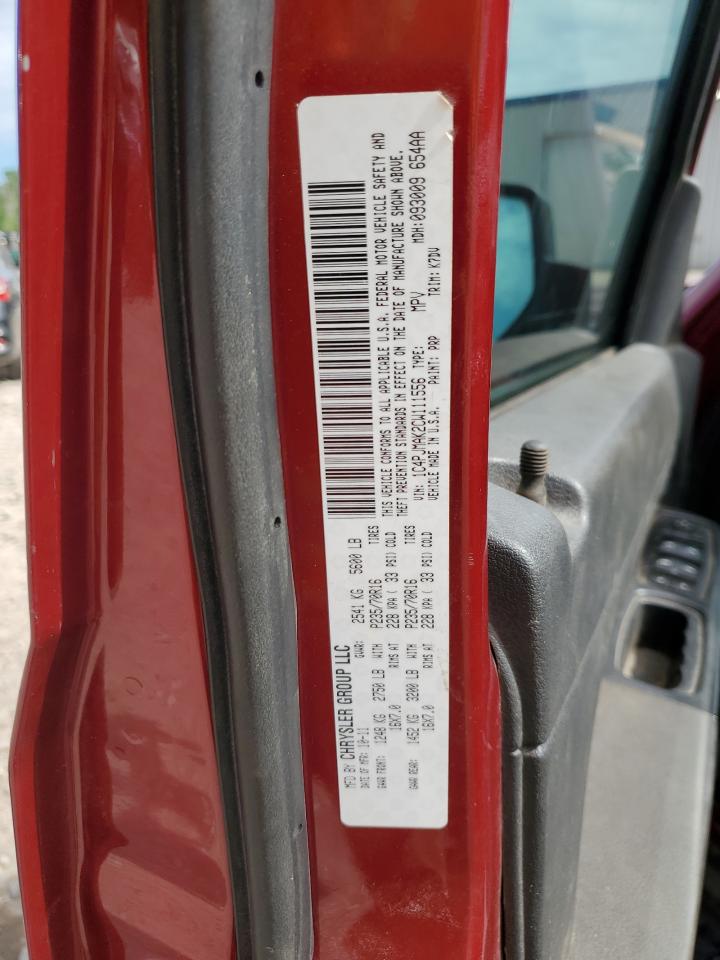 MFD BY CHRYSLER GROUP LLC
DATE OF MFR: 10-11 GVWR: 2541 KG 5600 LB
GAWR FRONT: 1248 KG 2750 LB WITH P235/70R16 TIRES
16X7.0 RIMS AT 228 KPA ( 33 PSI) COLD
GAWR REAR: 1452 KG 3200 LB WITH P235/70R16 TIRES
16X7.0 RIMS AT 228 KPA ( 33 PSI) COLD
THIS VEHICLE CONFORMS TO ALL APPLICABLE U.S.A. FEDERAL MOTOR VEHICLE SAFETY AND
THEFT PREVENTION STANDARDS IN EFFECT ON THE DATE OF MANUFACTURE SHOWN ABOVE.
VIN: 1C4PJMAK2CW111556 TYPE: MPV MDH:093009 654AA
VEHICLE MADE IN U.S.A. PAINT: PRP TRIM: K7DV